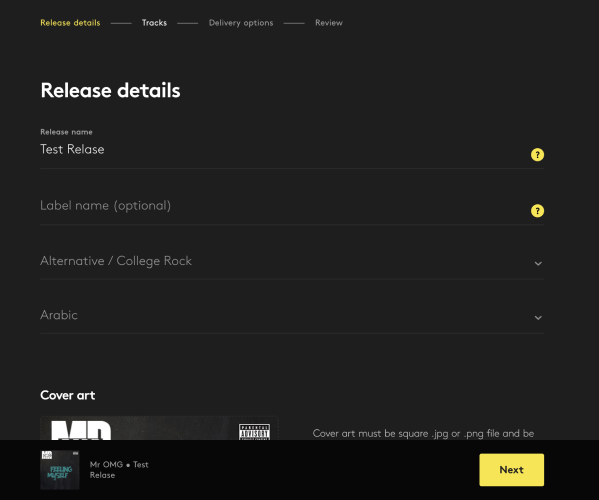 Release details
Tracks
Delivery options
Review
Release details
Release name
Test Relase
?
Label name (optional)
?
Alternative / College Rock
Arabic
Cover art
MR
PARENTAL
ADVISORY
Cover art must be square .jpg or .png file and be
FEELING
MYSELF
Mr OMG • Test
Relase
Next